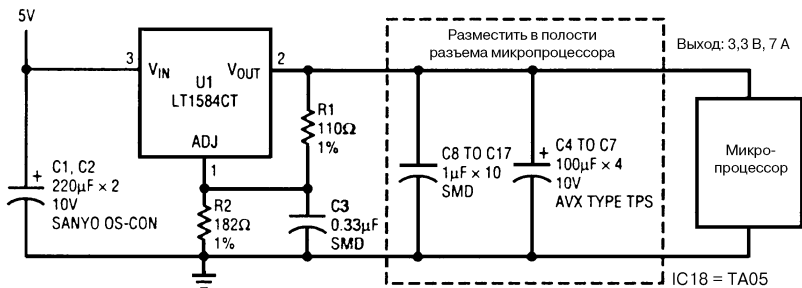 5V
Разместить в полости
разъема микропроцессора
Выход: 3,3 В, 7 А
3
VIN
U1
VOUT
LT1584CT
ADJ
2
1
R1
110Ω
1%
C1, C2
220µF × 2
10V
SANYO OS-CON
R2
182Ω
1%
C3
0.33µF
SMD
C8 TO C17
1µF × 10
SMD
C4 TO C7
100µF × 4
10V
AVX TYPE TPS
Микро-
процессор
IC18 = TA05
+
+